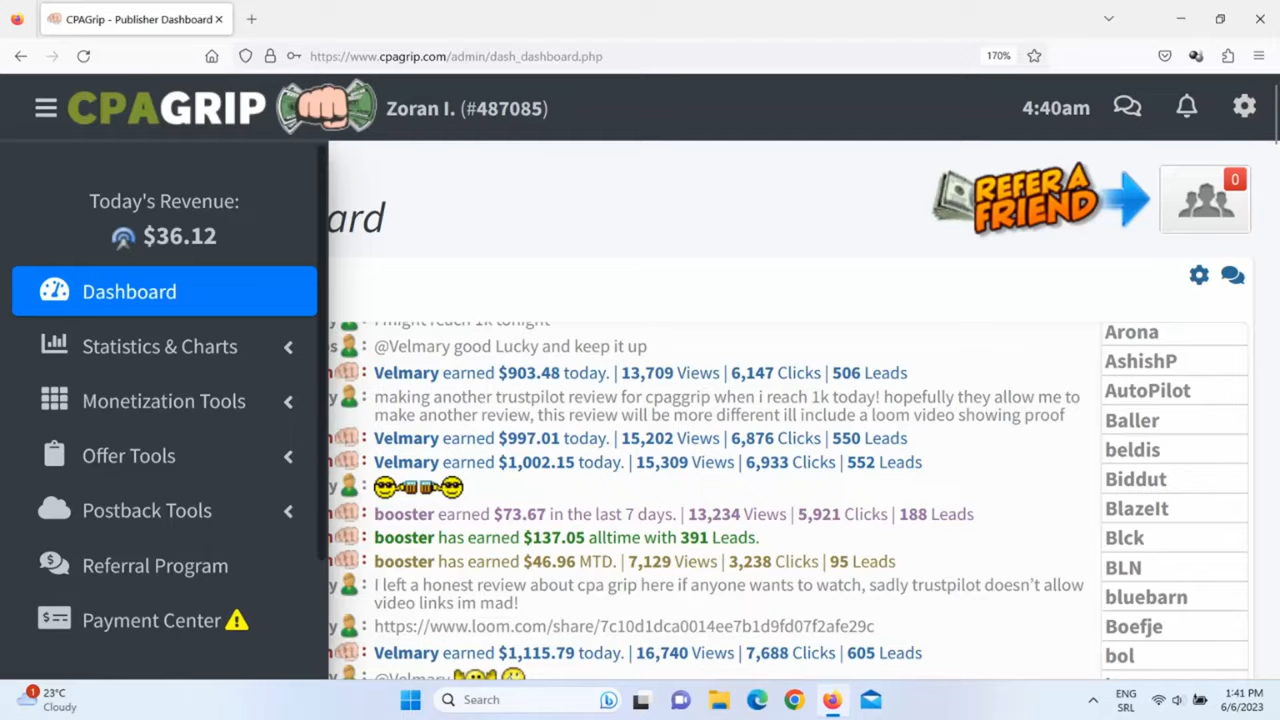 CPAGrip - Publisher Dashboard
https://www.cpagrip.com/admin/dash_dashboard.php
170%
CPAGRIP
Zoran I. (#487085)
4:40am
Today's Revenue:
$36.12
ard
REFER A FRIEND
0
Dashboard
Statistics & Charts
Monetization Tools
Offer Tools
Postback Tools
Referral Program
Payment Center
@Velmary good Lucky and keep it up
Velmary earned $903.48 today. | 13,709 Views | 6,147 Clicks | 506 Leads
making another trustpilot review for cpaggrip when i reach 1k today! hopefully they allow me to
make another review, this review will be more different ill include a loom video showing proof
Velmary earned $997.01 today. | 15,202 Views | 6,876 Clicks | 550 Leads
Velmary earned $1,002.15 today. | 15,309 Views | 6,933 Clicks | 552 Leads
booster earned $73.67 in the last 7 days. | 13,234 Views | 5,921 Clicks | 188 Leads
booster has earned $137.05 alltime with 391 Leads.
booster has earned $46.96 MTD. | 7,129 Views | 3,238 Clicks | 95 Leads
I left a honest review about cpa grip here if anyone wants to watch, sadly trustpilot doesn't allow
video links im mad!
https://www.loom.com/share/7c10d1dca0014ee7b1d9fd07f2afe29c
Velmary earned $1,115.79 today. | 16,740 Views | 7,688 Clicks | 605 Leads
@Velmary
Arona
AshishP
AutoPilot
Baller
beldis
Biddut
BlazeIt
Blck
BLN
bluebarn
Boefje
bol
1
23°C
Cloudy
Search
ENG
SRL
1:41 PM
6/6/2023